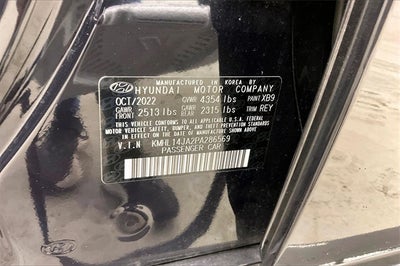 MANUFACTURED IN KOREA BY
HYUNDAI MOTOR COMPANY
OCT/2022 GVWR 4354 lbs PAINT XB9
GAWR FRONT 2513 lbs GAWR REAR 2315 lbs TRIM REY
THIS VEHICLE CONFORMS TO ALL APPLICABLE FEDERAL
MOTOR VEHICLE SAFETY, BUMPER, AND THEFT PREVENTION STANDARDS
IN EFFECT ON THE DATE OF MANUFACTURE SHOWN ABOVE.
V.I.N KMHL14JA2PA286569
PASSENGER CAR